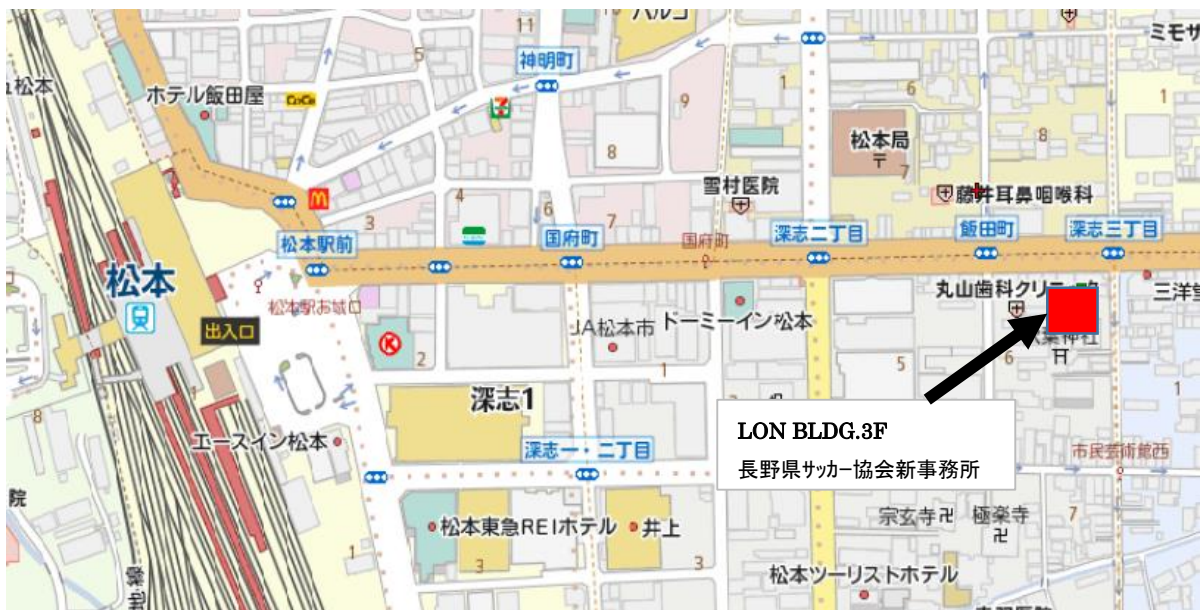 パルコ
11
神明町
ミモザ
松本
ホテル飯田屋
CoCo
5
7
1
9
6
1
8
松本局
〒
7
8
雪村医院
藤井耳鼻咽喉科
M
3
4
6
7
松本駅前
国府町
国府町
深志二丁目
飯田町
深志三丁目
松本
松本駅お城口
出入口
K
2
JA松本市
ドーミーイン松本
丸山歯科クリニック
三洋堂
神社
6
5
1
1
1
深志1
LON BLDG.3F
長野県サッカー協会新事務所
エースイン松本
8
深志一・二丁目
市民芸術館西
院
松本東急REIホテル
井上
宗玄寺
極楽寺
7
1
3
3
松本ツーリストホテル